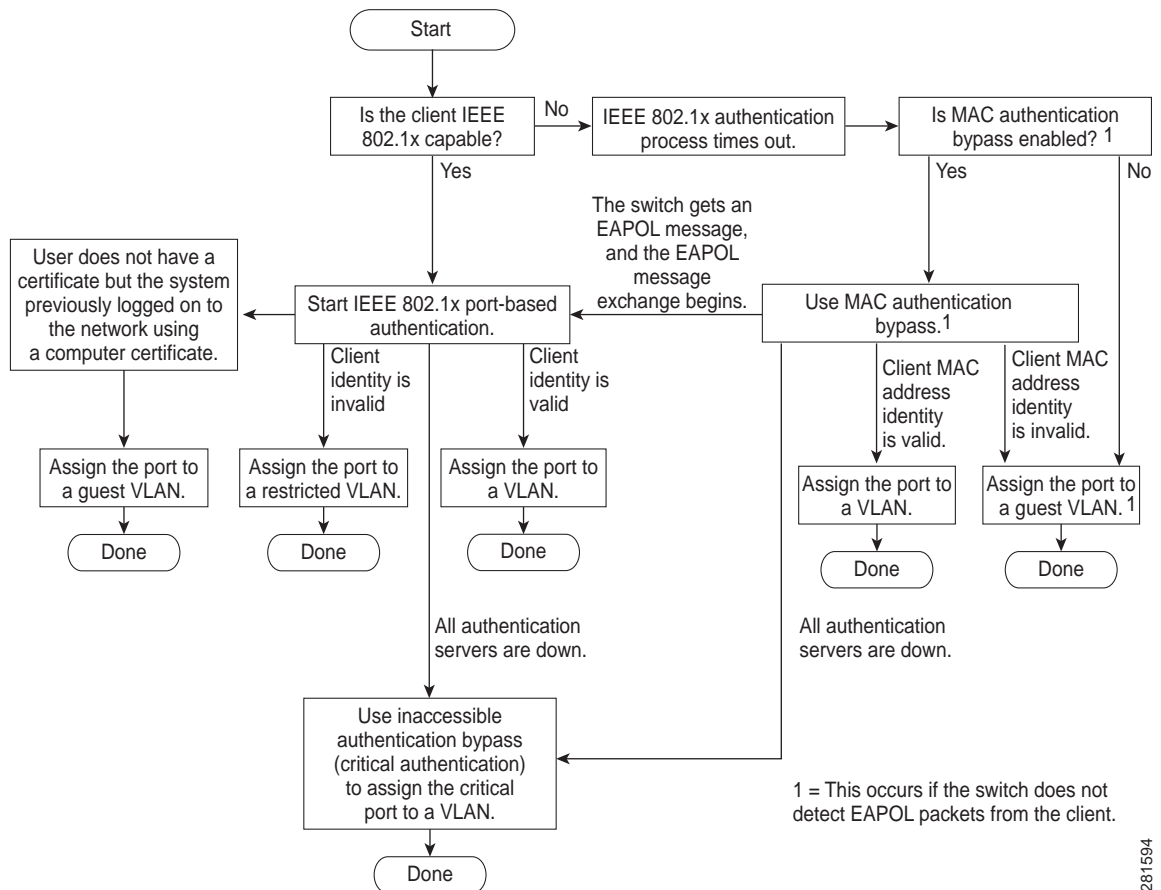 Start
Is the client IEEE
802.1x capable?
No
IEEE 802.1x authentication
process times out.
Is MAC authentication
bypass enabled? 1
Yes
Yes
No
The switch gets an
EAPOL message,
and the EAPOL
message
exchange begins.
User does not have a
certificate but the system
previously logged on to
the network using
a computer certificate.
Start IEEE 802.1x port-based
authentication.
Use MAC authentication
bypass.1
Client
identity is
invalid
Client
identity is
valid
Client MAC
address
identity
is valid.
Client MAC
address
identity
is invalid.
Assign the port to
a guest VLAN.
Assign the port to
a restricted VLAN.
Assign the port to
a VLAN.
Assign the port to
a VLAN.
Assign the port to
a guest VLAN.1
Done
Done
Done
Done
Done
All authentication
servers are down.
All authentication
servers are down.
Use inaccessible
authentication bypass
(critical authentication)
to assign the critical
port to a VLAN.
1 = This occurs if the switch does not
detect EAPOL packets from the client.
Done
281594